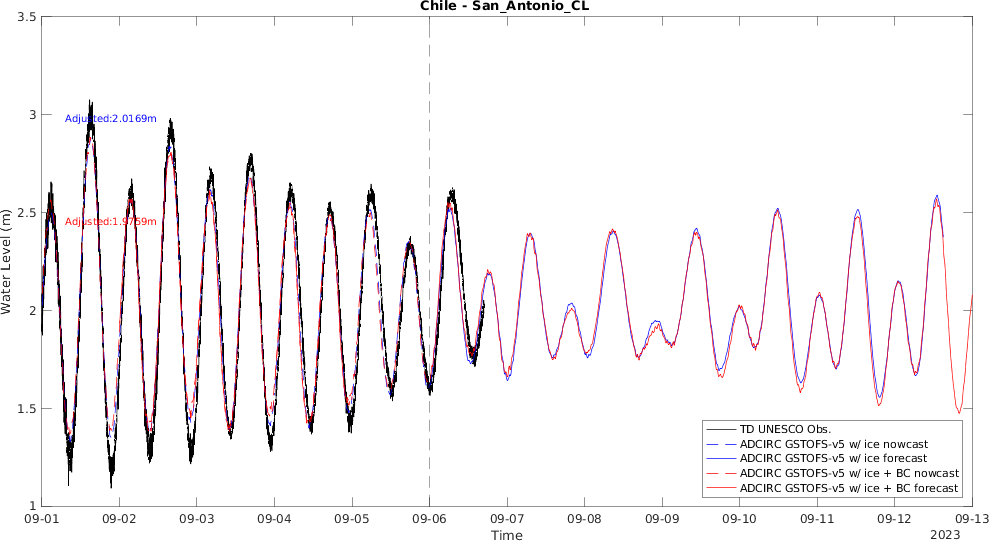 Chile - San_Antonio_CL
3.5
3
2.5
2
1.5
1
Water Level (m)
Adjusted:2.0169m
Adjusted:1.9759m
TD UNESCO Obs.
ADCIRC GSTOFS-v5 w/ ice nowcast
ADCIRC GSTOFS-v5 w/ ice forecast
ADCIRC GSTOFS-v5 w/ ice + BC nowcast
ADCIRC GSTOFS-v5 w/ ice + BC forecast
09-01 09-02 09-03 09-04 09-05 09-06 09-07 09-08 09-09 09-10 09-11 09-12 09-13
Time
2023